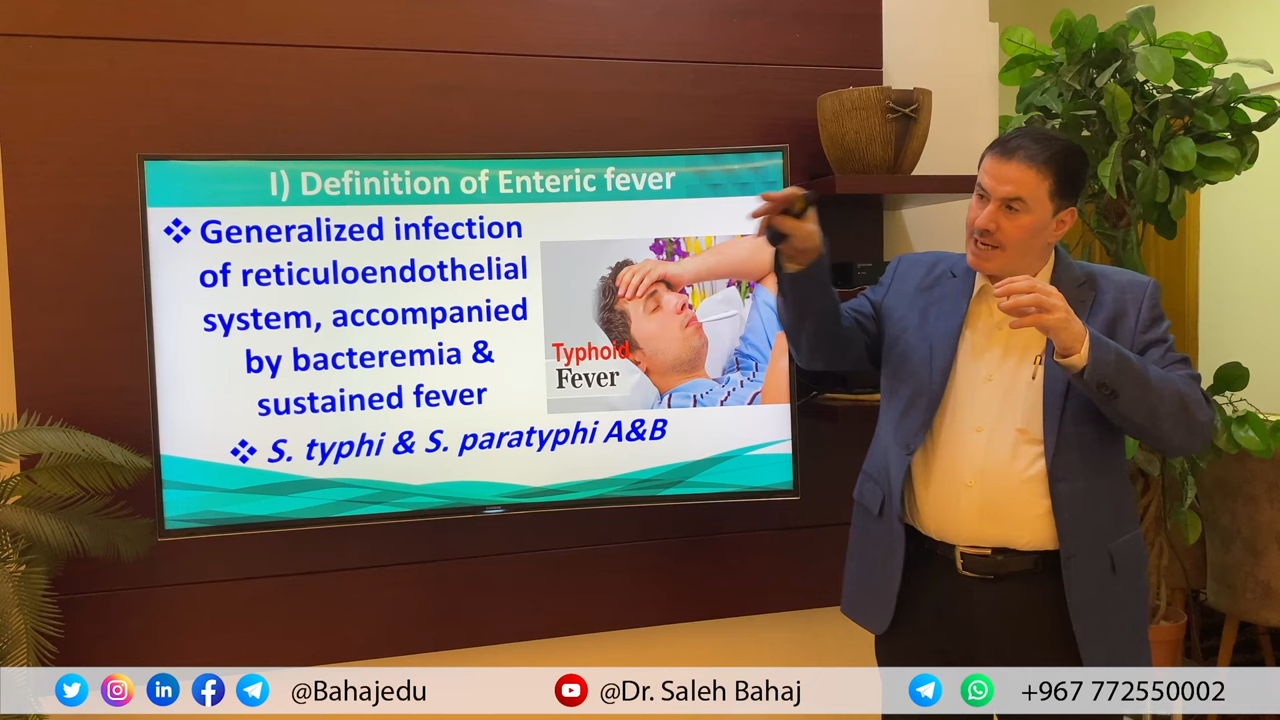 I) Definition of Enteric fever
❖ Generalized infection
of reticuloendothelial
system, accompanied
by bacteremia &
sustained fever
Typhoid
Fever
❖ S. typhi & S. paratyphi A&B
@Bahajedu
@Dr. Saleh Bahaj
+967 772550002